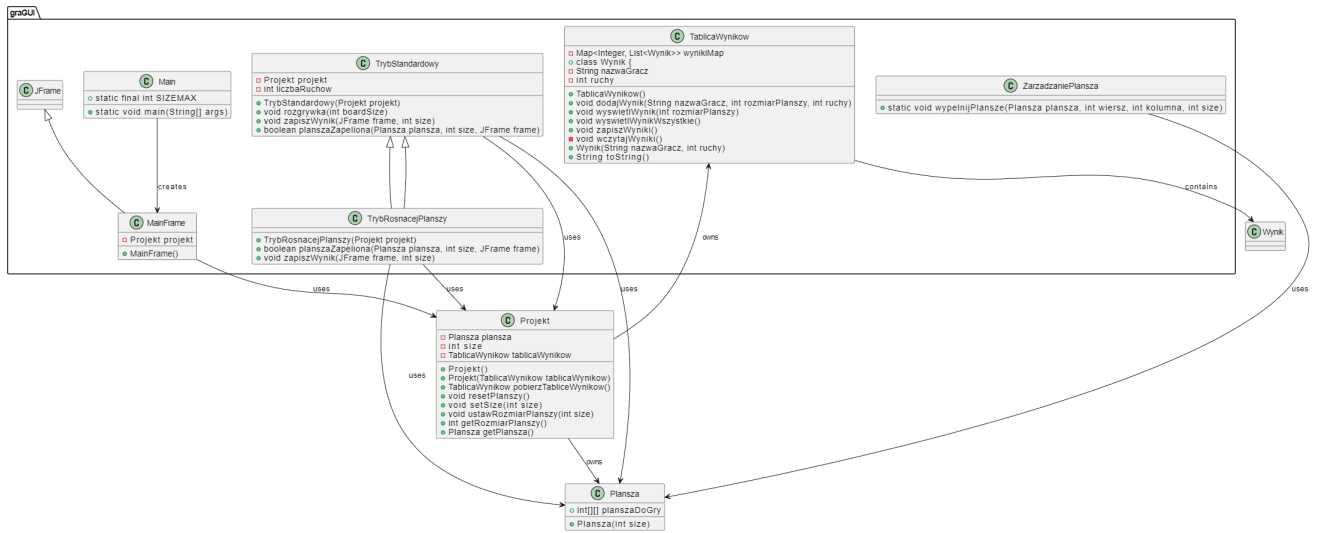 graGUI
C JFrame
C Main
static final int SIZEMAX
static void main(String[] args)
C TrybStandardowy
Projekt projekt
int liczbaRuchow
TrybStandardowy(Projekt projekt)
void rozgrywka(int boardSize)
void zapiszWynik(JFrame frame, int size)
boolean planszaZapeliona(Plansza plansza, int size, JFrame frame)
C TablicaWynikow
Map<Integer, List<Wynik>> wynikiMap
class Wynik {
String nazwaGracz
int ruchy
TablicaWynikow()
void dodajWynik(String nazwaGracz, int rozmiarPlanszy, int ruchy)
void wyswietlWynik(int rozmiarPlanszy)
void wyswietlWynikWszystkie()
void zapiszWyniki()
void wczytajWyniki()
Wynik(String nazwaGracz, int ruchy)
String toString()
C ZarzadzaniePlansza
static void wypelnijPlansze(Plansza plansza, int wiersz, int kolumna, int size)
creates
contains
C MainFrame
Projekt projekt
MainFrame()
C TrybRosnacejPlanszy
TrybRosnacejPlanszy(Projekt projekt)
boolean planszaZapeliona(Plansza plansza, int size, JFrame frame)
void zapiszWynik(JFrame frame, int size)
uses
owns
C Wynik
uses
uses
uses
uses
C Projekt
Plansza plansza
int size
TablicaWynikow tablicaWynikow
Projekt()
Projekt(TablicaWynikow tablicaWynikow)
TablicaWynikow pobierzTabliceWynikow()
void resetPlanszy()
void setSize(int size)
void ustawRozmiarPlanszy(int size)
int getRozmiarPlanszy()
Plansza getPlansza()
uses
owns
C Plansza
int[][] planszaDoGry
Plansza(int size)